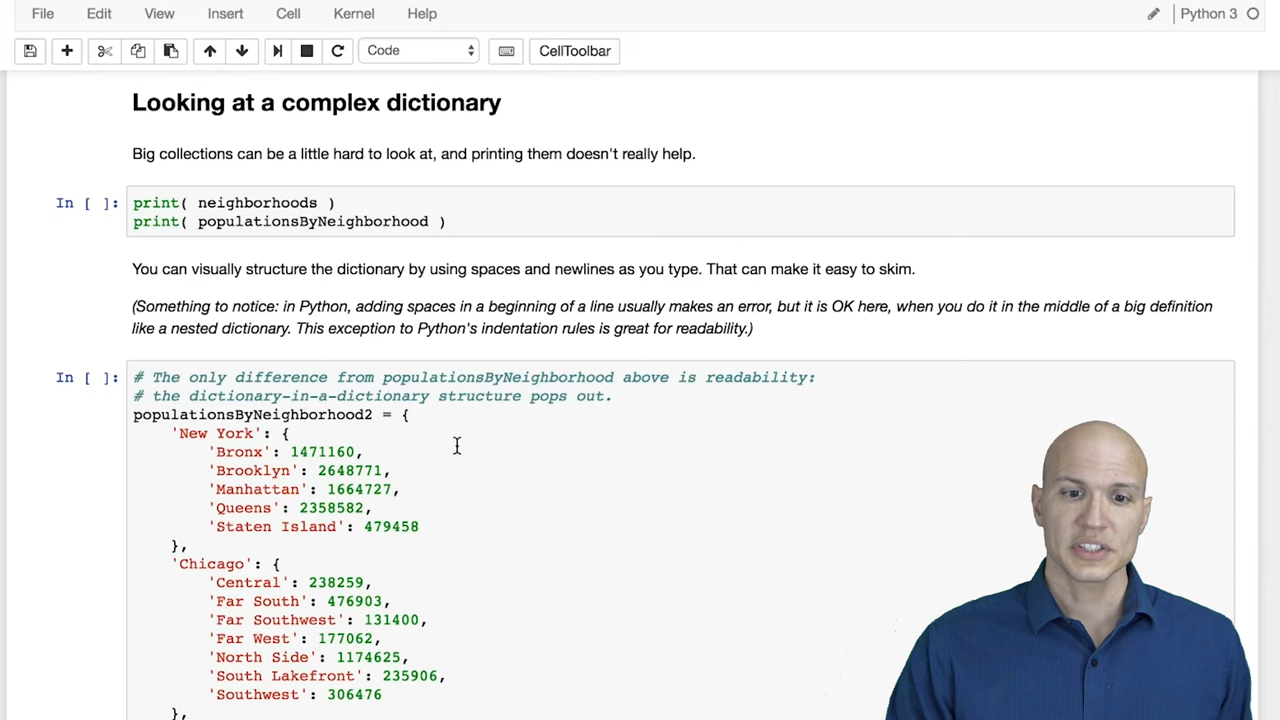 File Edit View Insert Cell Kernel Help Python 3
Code CellToolbar
Looking at a complex dictionary
Big collections can be a little hard to look at, and printing them doesn't really help.
In [ ]: print( neighborhoods )
print( populationsByNeighborhood )
You can visually structure the dictionary by using spaces and newlines as you type. That can make it easy to skim.
(Something to notice: in Python, adding spaces in a beginning of a line usually makes an error, but it is OK here, when you do it in the middle of a big definition
like a nested dictionary. This exception to Python's indentation rules is great for readability.)
In [ ]: # The only difference from populationsByNeighborhood above is readability:
# the dictionary-in-a-dictionary structure pops out.
populationsByNeighborhood2 = {
'New York': {
'Bronx': 1471160,
'Brooklyn': 2648771,
'Manhattan': 1664727,
'Queens': 2358582,
'Staten Island': 479458
},
'Chicago': {
'Central': 238259,
'Far South': 476903,
'Far Southwest': 131400,
'Far West': 177062,
'North Side': 1174625,
'South Lakefront': 235906,
'Southwest': 306476
},